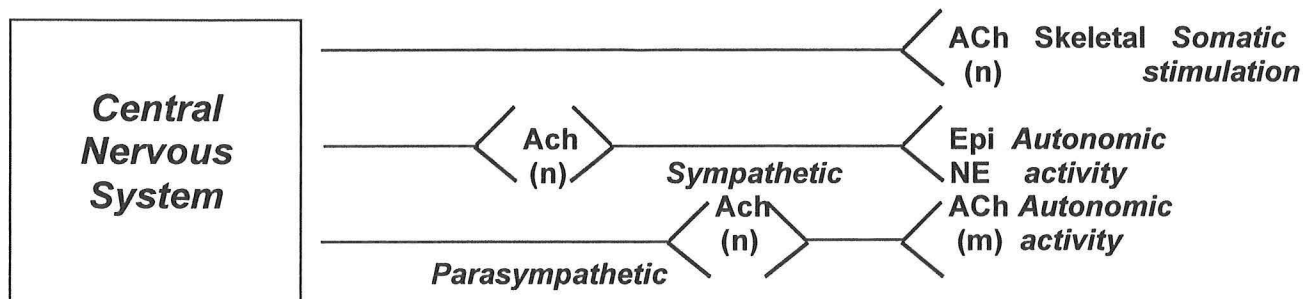 Central
Nervous
System
ACh Skeletal Somatic
(n) stimulation
Ach
(n)
Sympathetic
Epi Autonomic
NE activity
Parasympathetic
Ach
(n)
ACh Autonomic
(m) activity